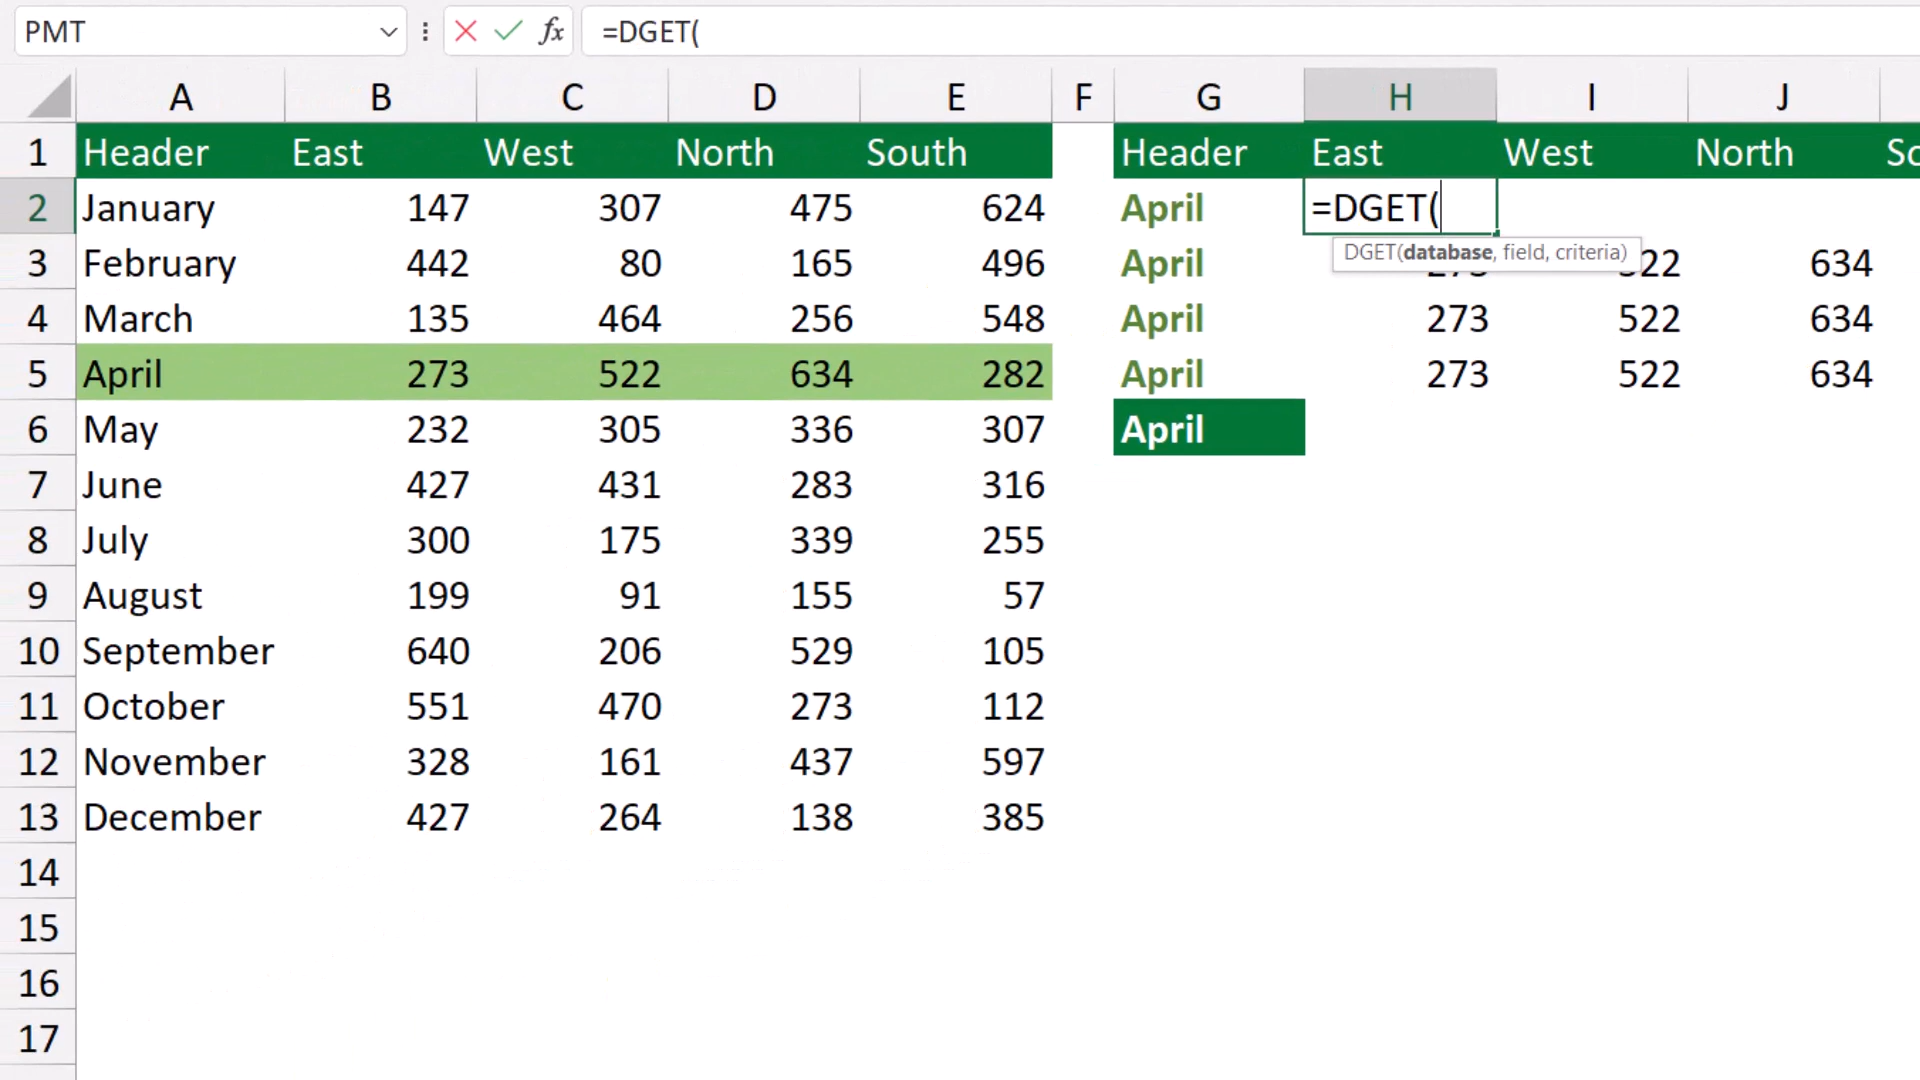 PMT fx =DGET(
A B C D E F G H I J
1 Header East West North South Header East West North
2 January 147 307 475 624 April =DGET(
DGET(database, field, criteria)
3 February 442 80 165 496 April 634
4 March 135 464 256 548 April 273 522 634
5 April 273 522 634 282 April 273 522 634
6 May 232 305 336 307 April
7 June 427 431 283 316
8 July 300 175 339 255
9 August 199 91 155 57
10 September 640 206 529 105
11 October 551 470 273 112
12 November 328 161 437 597
13 December 427 264 138 385
14
15
16
17